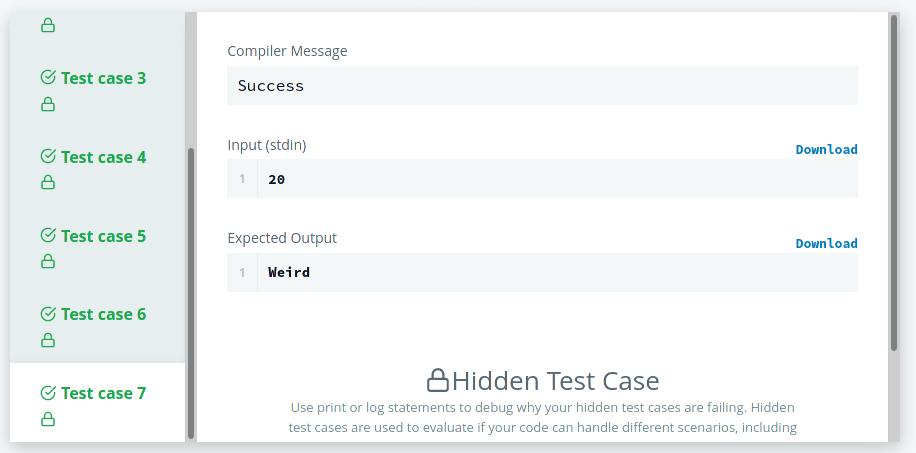 Test case 3
Test case 4
Test case 5
Test case 6
Test case 7
Compiler Message
Success
Input (stdin)
Download
1 20
Expected Output
Download
1 Weird
Hidden Test Case
Use print or log statements to debug why your hidden test cases are failing. Hidden
test cases are used to evaluate if your code can handle different scenarios, including